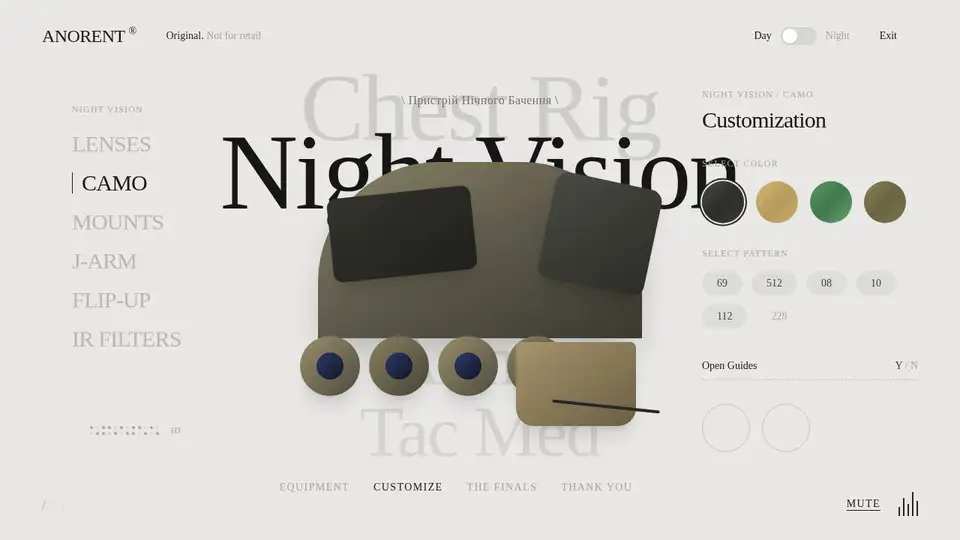 ANORENT ®
Original. Not for retail
Day
Night
Exit
NIGHT VISION
LENSES
CAMO
MOUNTS
J-ARM
FLIP-UP
IR FILTERS
Chest Rig
\ Пристрій Нічного Бачення \
Night Vision
Tac Med
NIGHT VISION / CAMO
Customization
SELECT COLOR
SELECT PATTERN
69
512
08
10
112
228
Open Guides
Y / N
EQUIPMENT
CUSTOMIZE
THE FINALS
THANK YOU
/
MUTE